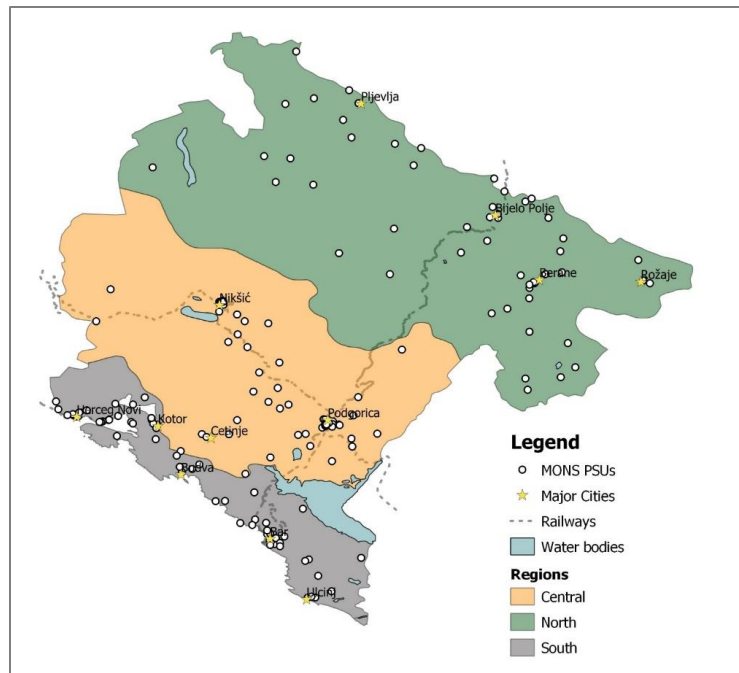 Pljevlja
Bijelo Polje
Berane
Rožaje
Nikšić
Herceg Novi
Kotor
Cetinje
Podgorica
Budva
Bar
Ulcinj
Legend
MONS PSUs
Major Cities
Railways
Water bodies
Regions
Central
North
South